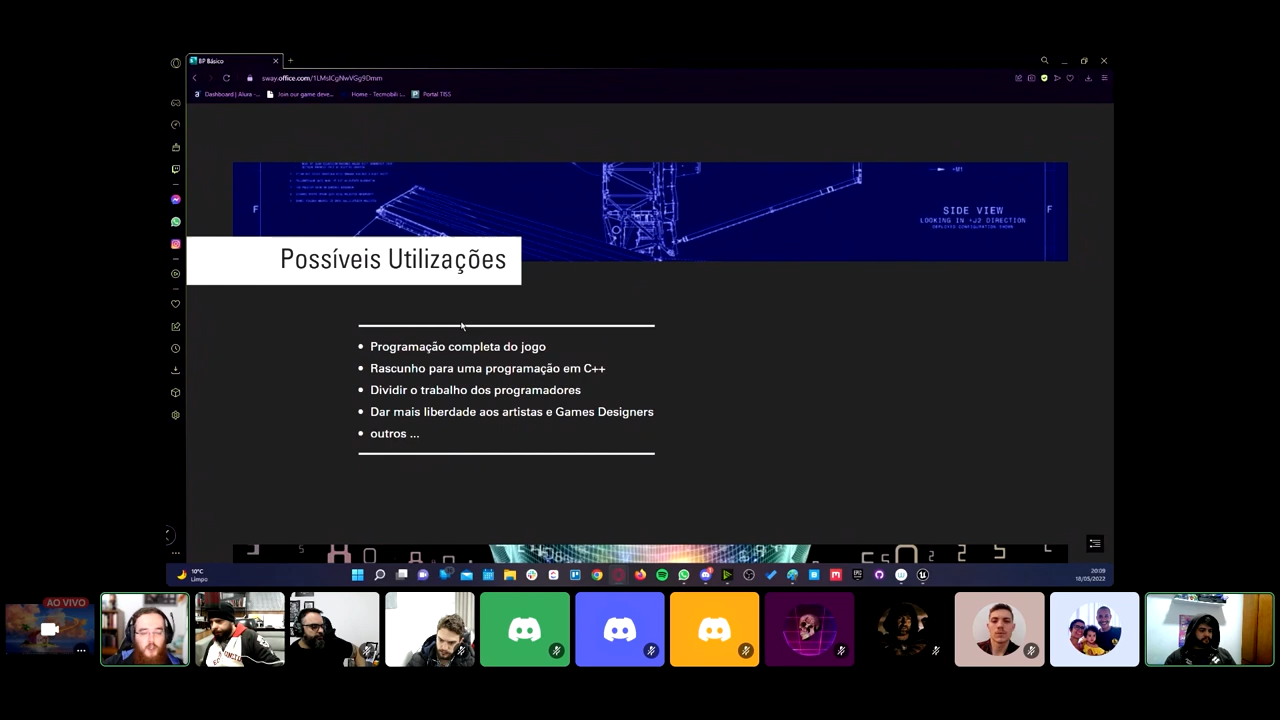 BP Básico
sway.office.com/1LMslCgNwVGg9Dmm
Dashboard | Alura -...
Join our game deve...
Home - Tecmobili :...
Portal TISS
F
SIDE VIEW
LOOKING IN +J2 DIRECTION
DEPLOYED CONFIGURATION SHOWN
F
Possíveis Utilizações
• Programação completa do jogo
• Rascunho para uma programação em C++
• Dividir o trabalho dos programadores
• Dar mais liberdade aos artistas e Games Designers
• outros ...
10°C
Limpo
20:09
18/05/2022
AO VIVO